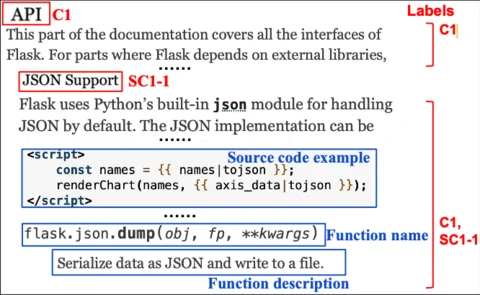 API C1 Labels
This part of the documentation covers all the interfaces of C1
Flask. For parts where Flask depends on external libraries,
......
JSON Support SC1-1
Flask uses Python's built-in json module for handling
JSON by default. The JSON implementation can be
......
<script> Source code example
const names = {{ names|tojson }};
renderChart(names, {{ axis_data|tojson }});
</script>
......
C1,
SC1-1
flask.json.dump(obj, fp, **kwargs) Function name
Serialize data as JSON and write to a file.
Function description